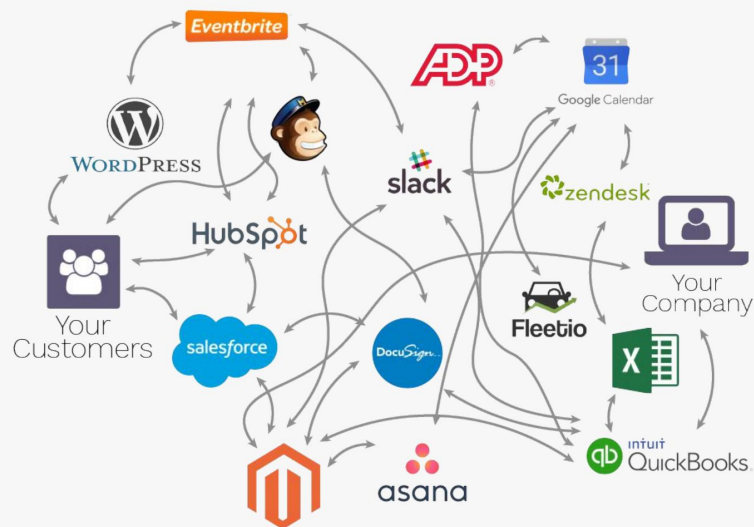 Eventbrite
ADP
31
Google Calendar
WORDPRESS
slack
zendesk
HubSpot
Your
Customers
Your
Company
salesforce
DocuSign
Fleetio
X
asana
qb
intuit
QuickBooks